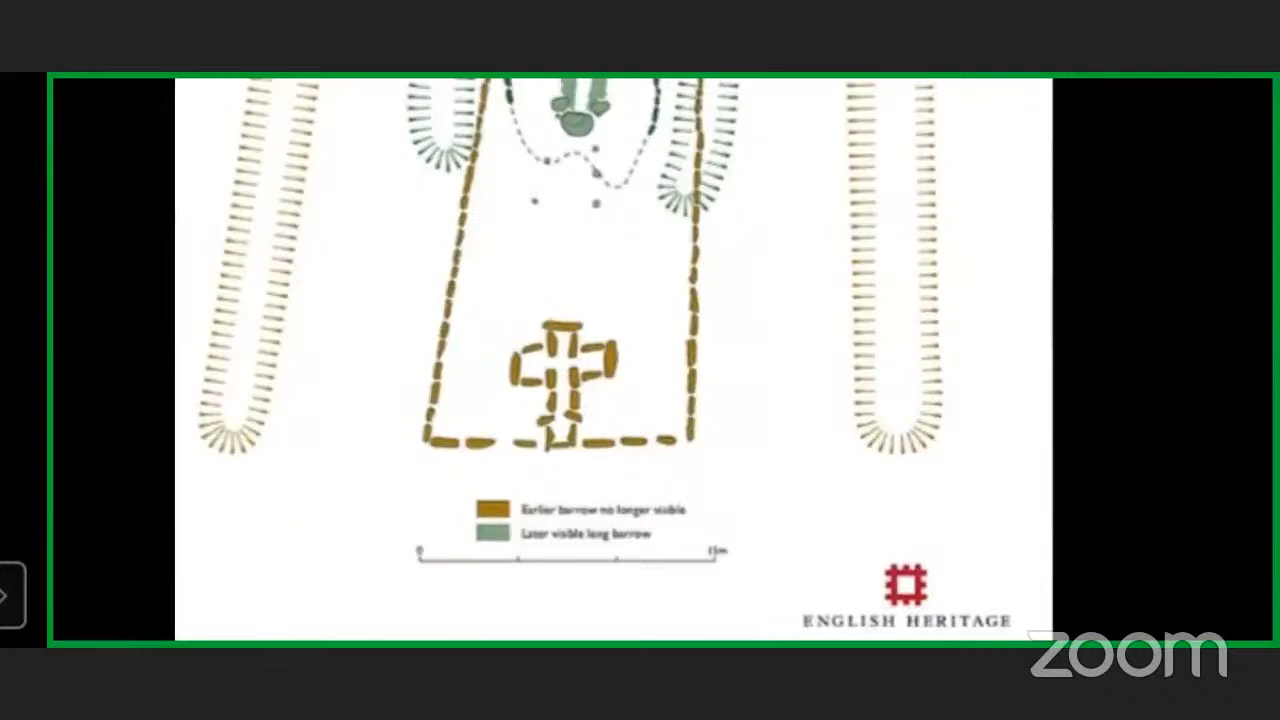 Earlier barrow no longer visible
Later visible long barrow
0 15m
ENGLISH HERITAGE
zoom